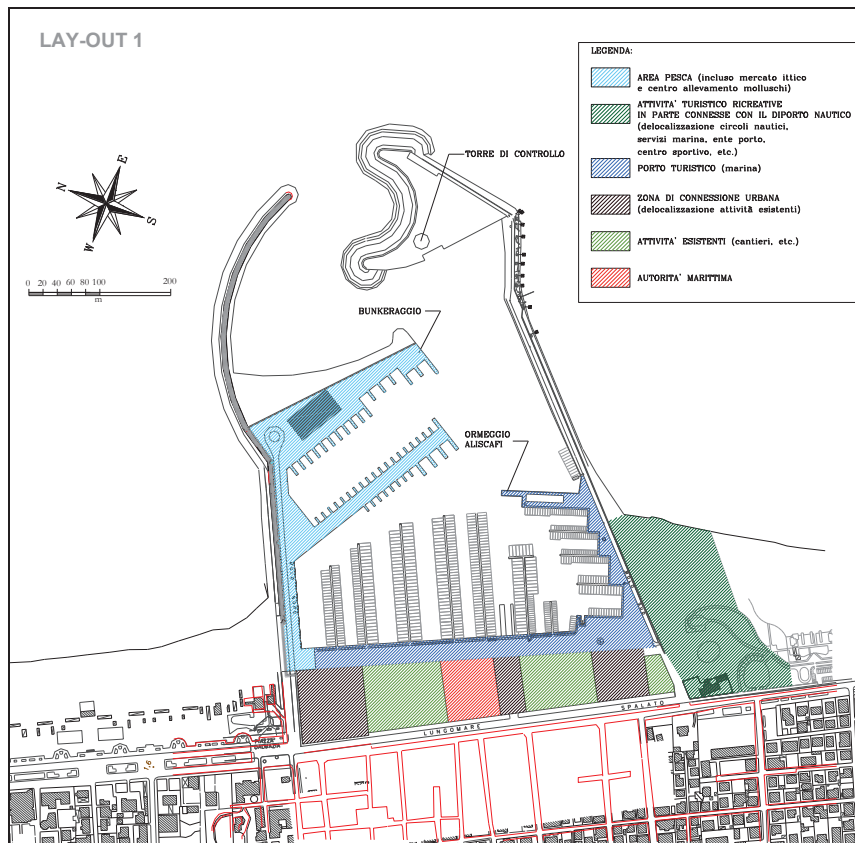 LAY-OUT 1
LEGENDA:
AREA PESCA (incluso mercato ittico
e centro allevamento molluschi)
ATTIVITA' TURISTICO RICREATIVE
IN PARTE CONNESSE CON IL DIPORTO NAUTICO
(delocalizzazione circoli nautici,
servizi marina, ente porto,
centro sportivo, etc.)
PORTO TURISTICO (marina)
ZONA DI CONNESSIONE URBANA
(delocalizzazione attività esistenti)
ATTIVITA' ESISTENTI (cantieri, etc.)
AUTORITA' MARITTIMA
TORRE DI CONTROLLO
N
E
S
W
0 20 40 60 80 100 200
m
BUNKERAGGIO
ORMEGGIO
ALISCAFI
LUNGOMARE
SPALATO
PIAZZA